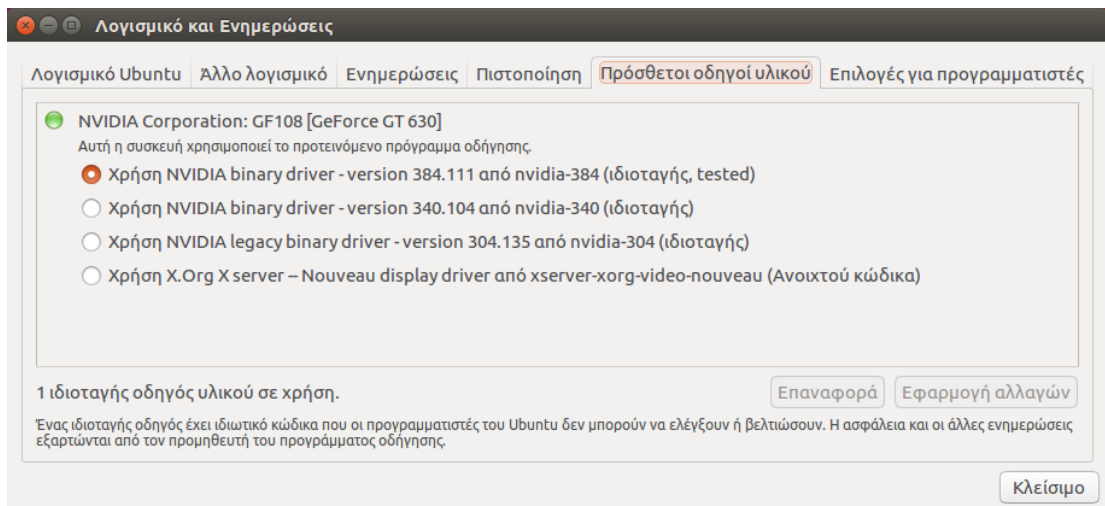 Λογισμικό και Ενημερώσεις
Λογισμικό Ubuntu Άλλο λογισμικό Ενημερώσεις Πιστοποίηση Πρόσθετοι οδηγοί υλικού Επιλογές για προγραμματιστές
NVIDIA Corporation: GF108 [GeForce GT 630]
Αυτή η συσκευή χρησιμοποιεί το προτεινόμενο πρόγραμμα οδήγησης.
Χρήση NVIDIA binary driver - version 384.111 από nvidia-384 (ιδιοταγής, tested)
Χρήση NVIDIA binary driver - version 340.104 από nvidia-340 (ιδιοταγής)
Χρήση NVIDIA legacy binary driver - version 304.135 από nvidia-304 (ιδιοταγής)
Χρήση X.Org X server – Nouveau display driver από xserver-xorg-video-nouveau (Ανοιχτού κώδικα)
1 ιδιοταγής οδηγός υλικού σε χρήση. Επαναφορά Εφαρμογή αλλαγών
Ένας ιδιοταγής οδηγός έχει ιδιωτικό κώδικα που οι προγραμματιστές του Ubuntu δεν μπορούν να ελέγξουν ή βελτιώσουν. Η ασφάλεια και οι άλλες ενημερώσεις
εξαρτώνται από τον προμηθευτή του προγράμματος οδήγησης.
Κλείσιμο